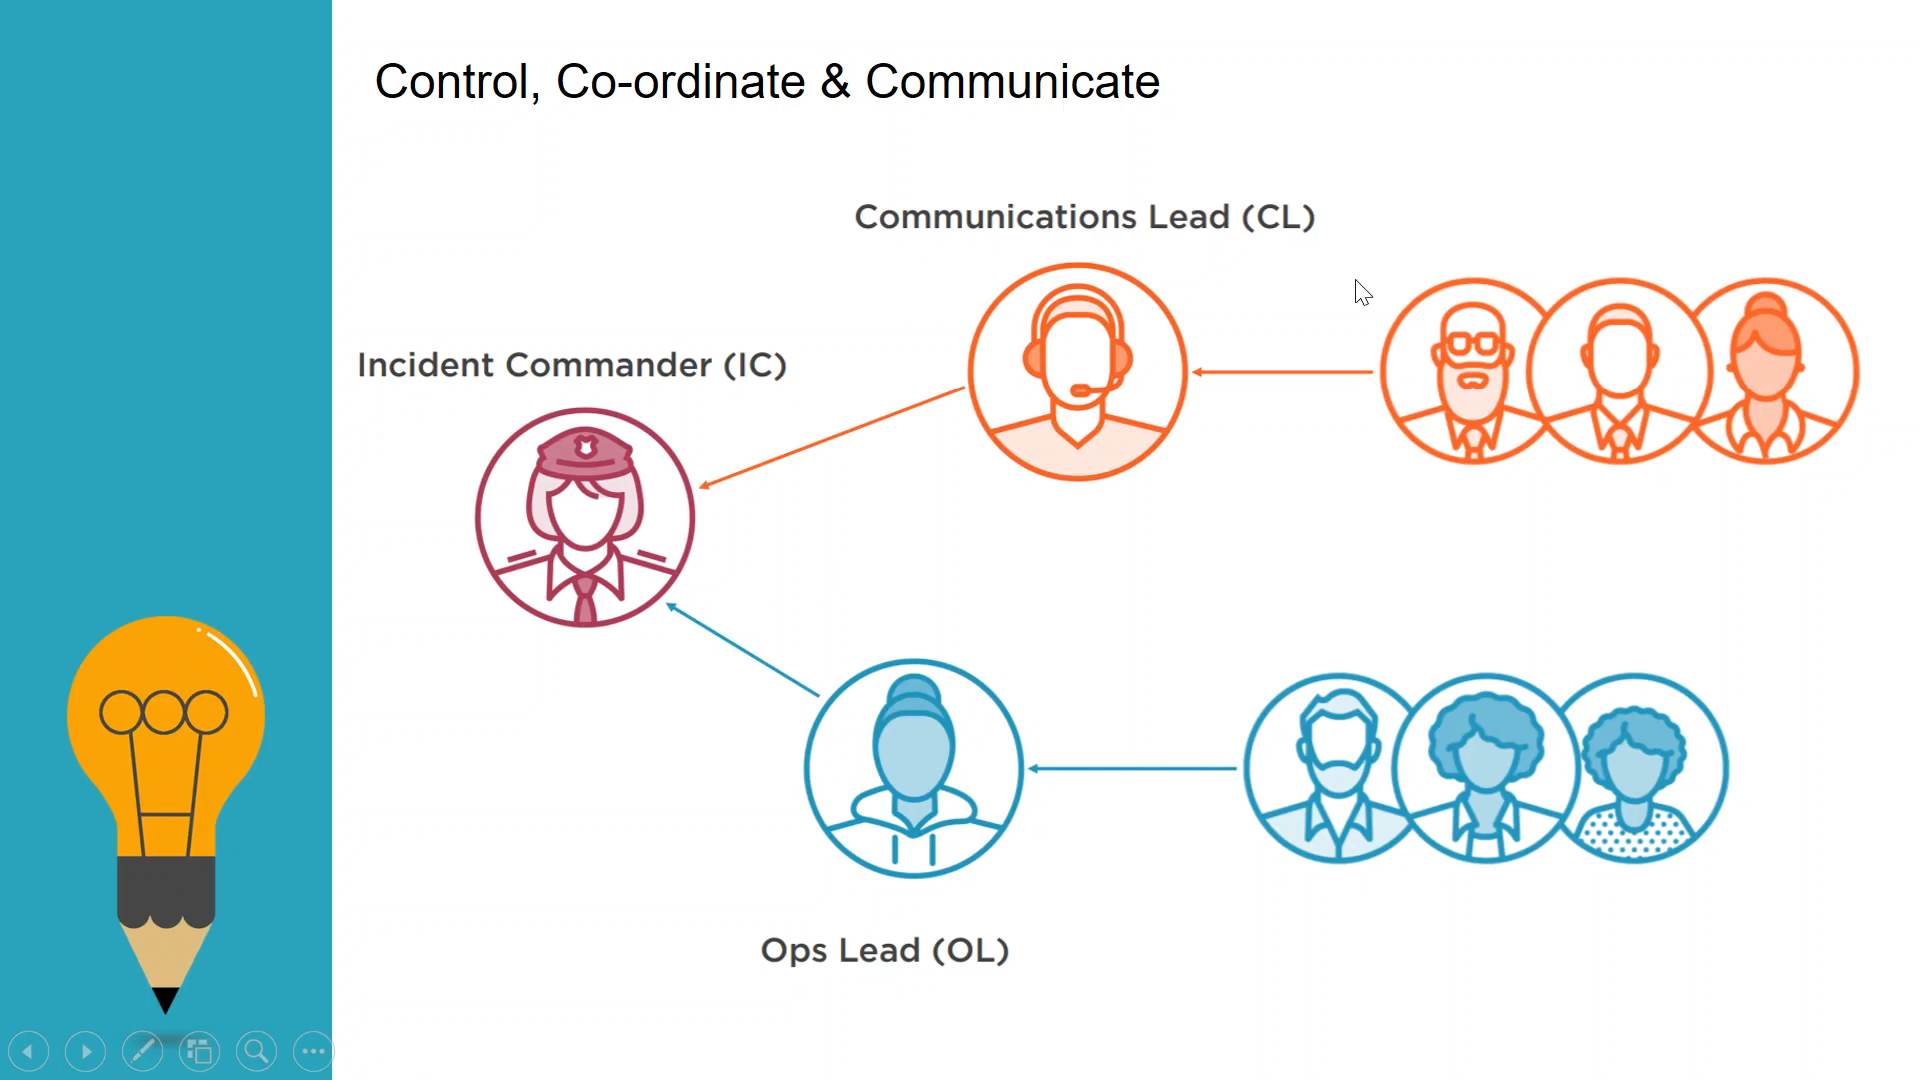 Control, Co-ordinate & Communicate
Communications Lead (CL)
Incident Commander (IC)
Ops Lead (OL)